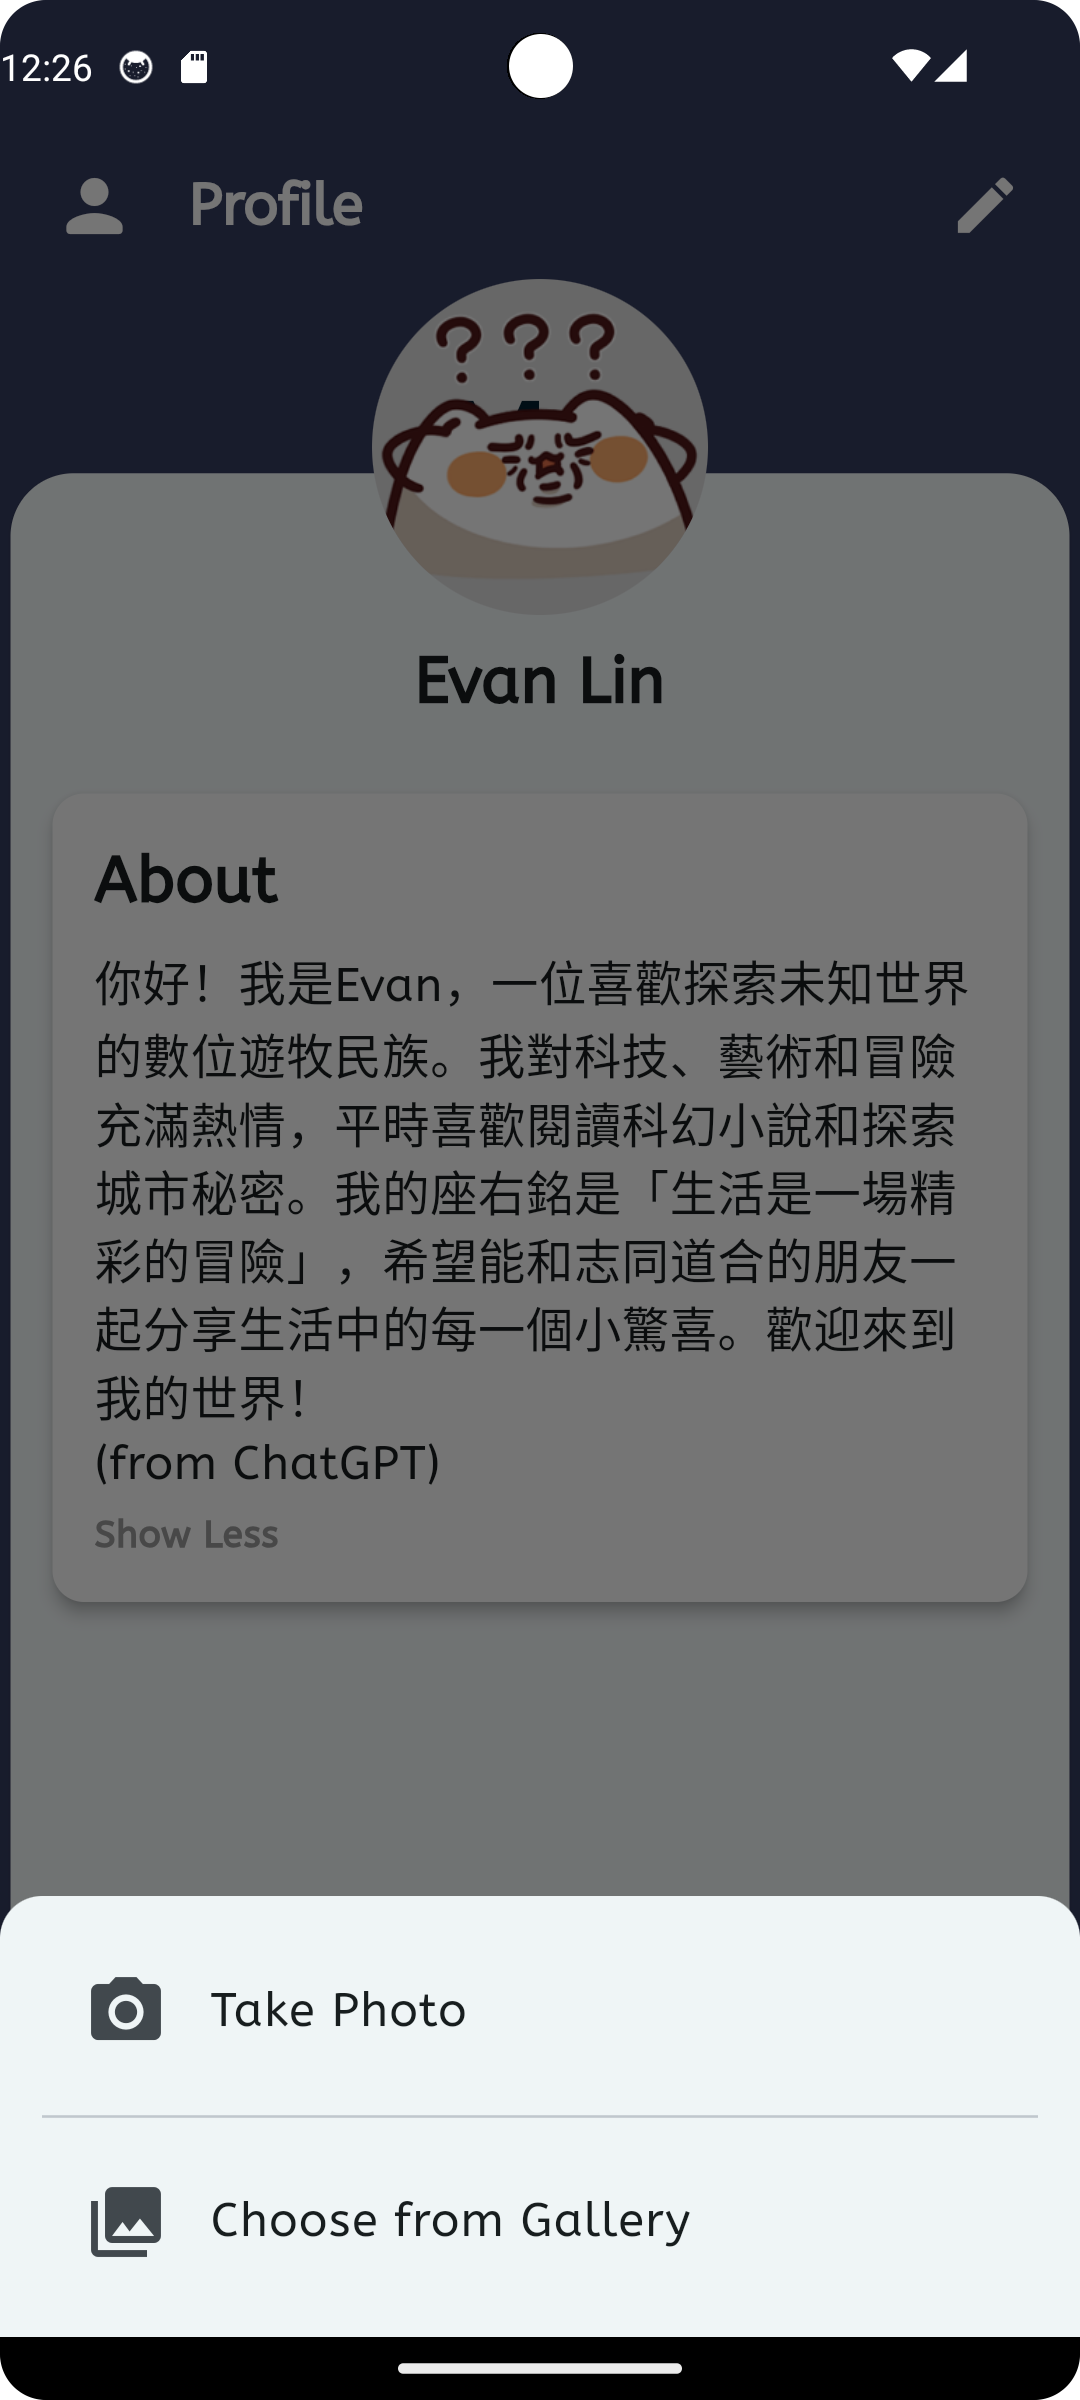 12:26
Profile
???
Evan Lin
About
你好！我是Evan，一位喜歡探索未知世界
的數位遊牧民族。我對科技、藝術和冒險
充滿熱情，平時喜歡閱讀科幻小說和探索
城市秘密。我的座右銘是「生活是一場精
彩的冒險」，希望能和志同道合的朋友一
起分享生活中的每一個小驚喜。歡迎來到
我的世界！
(from ChatGPT)
Show Less
Take Photo
Choose from Gallery